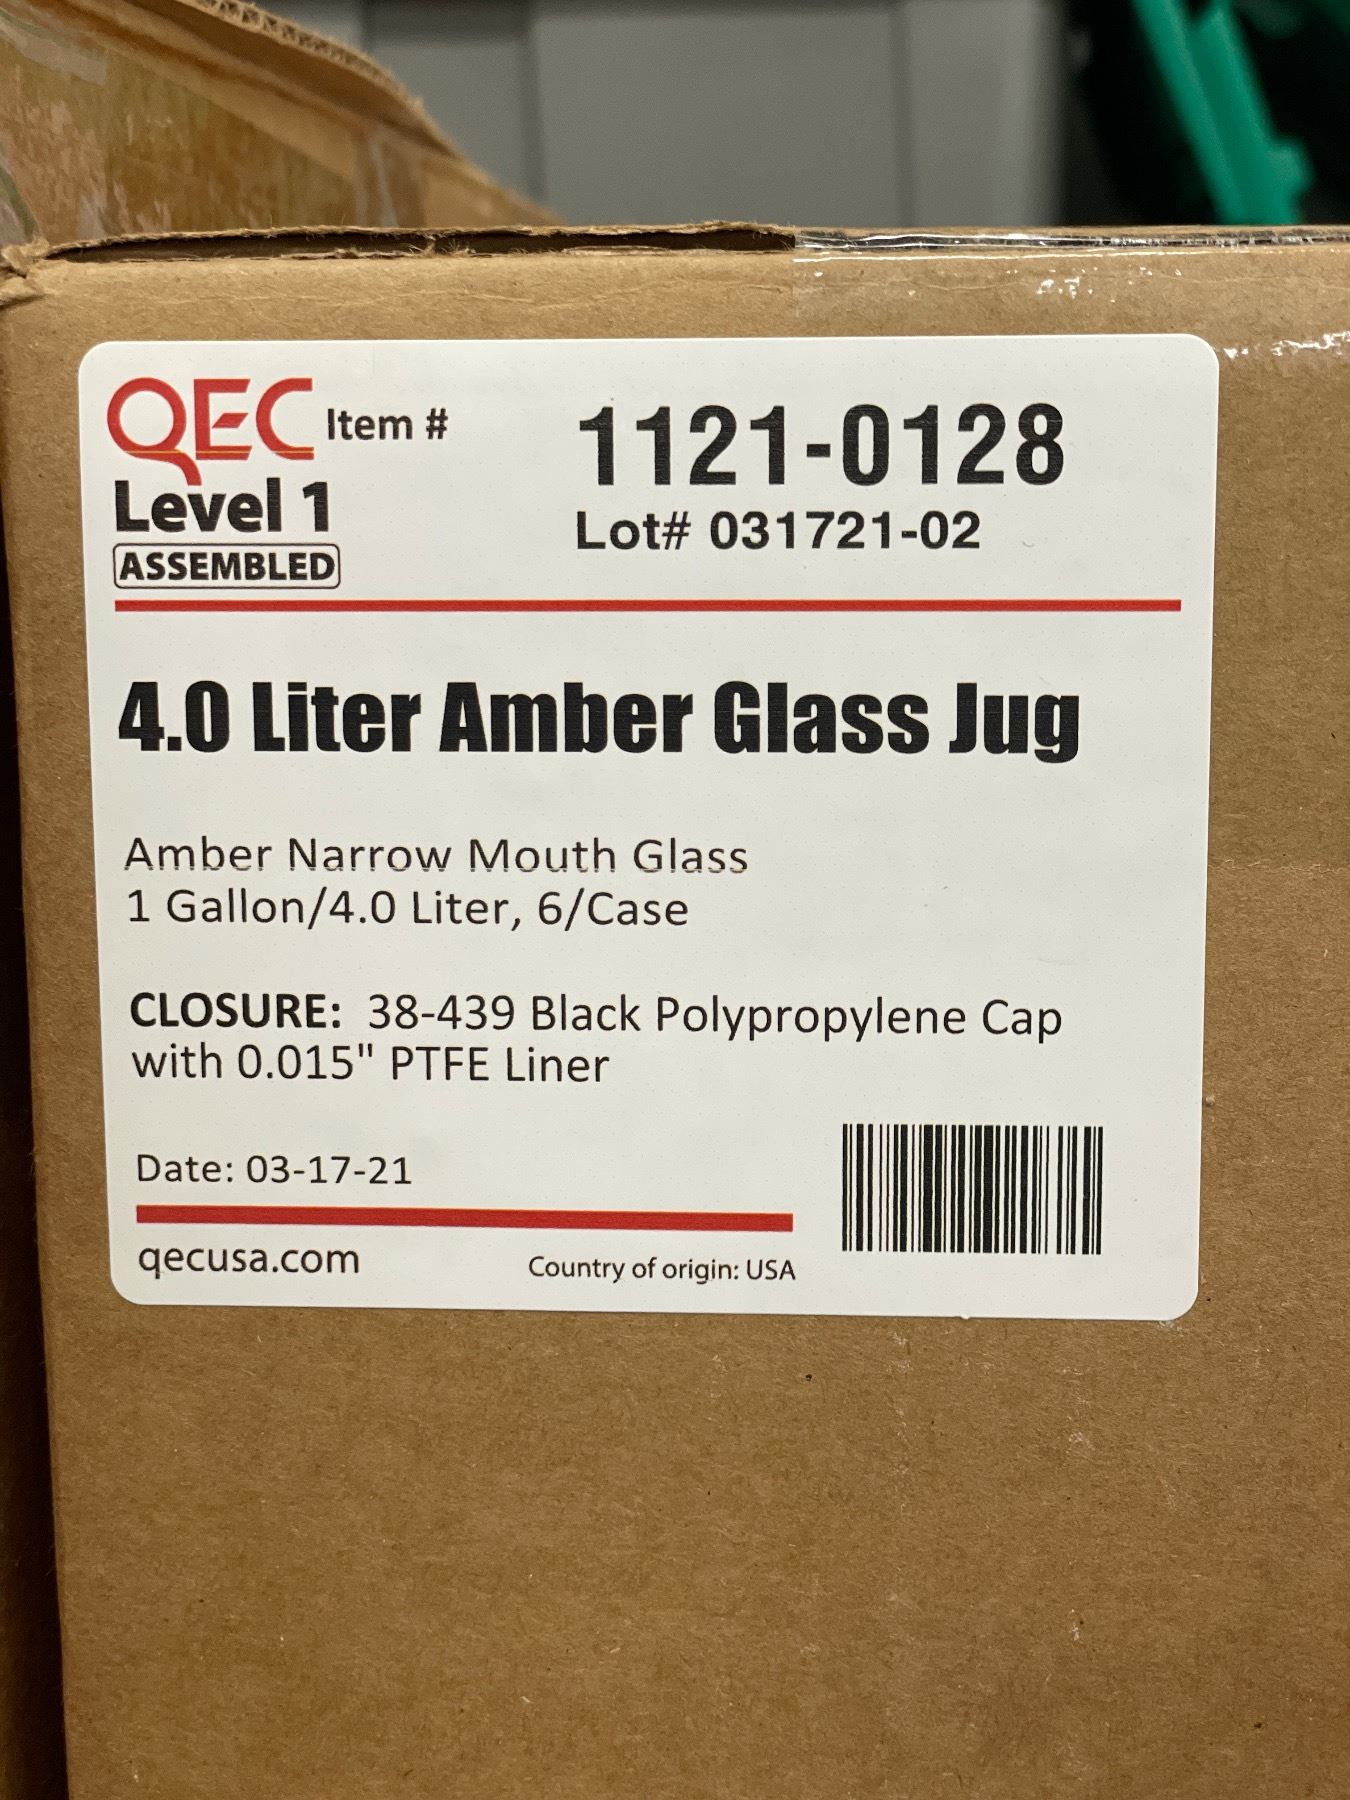 QEC Item # 1121-0128
Level 1 Lot# 031721-02
ASSEMBLED
4.0 Liter Amber Glass Jug
Amber Narrow Mouth Glass
1 Gallon/4.0 Liter, 6/Case
CLOSURE: 38-439 Black Polypropylene Cap
with 0.015" PTFE Liner
Date: 03-17-21
qecusa.com Country of origin: USA